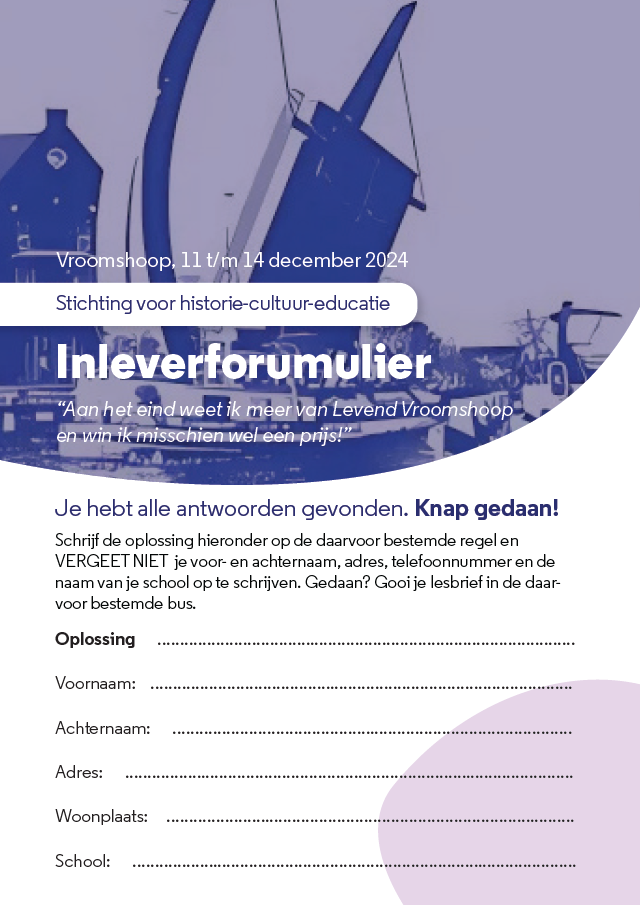 Vroomshoop, 11 t/m 14 december 2024
Stichting voor historie-cultuur-educatie
Inleverforumulier
“Aan het eind weet ik meer van Levend Vroomshoop
en win ik misschien wel een prijs!”
Je hebt alle antwoorden gevonden. Knap gedaan!
Schrijf de oplossing hieronder op de daarvoor bestemde regel en
VERGEET NIET je voor- en achternaam, adres, telefoonnummer en de
naam van je school op te schrijven. Gedaan? Gooi je lesbrief in de daar-
voor bestemde bus.
Oplossing ....................................................................................................
Voornaam: ....................................................................................................
Achternaam: ...............................................................................................
Adres: .........................................................................................................
Woonplaats: ................................................................................................
School: ........................................................................................................